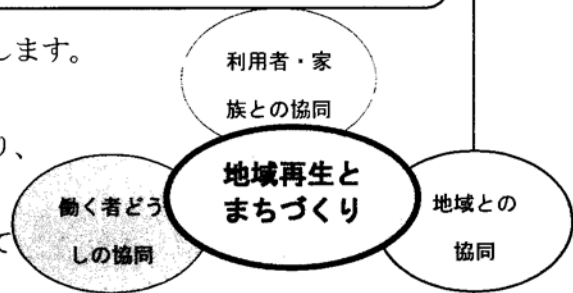 します。
利用者・家
族との協同
り、
地域再生と
まちづくり
働く者どう
しの協同
地域との
協同
て